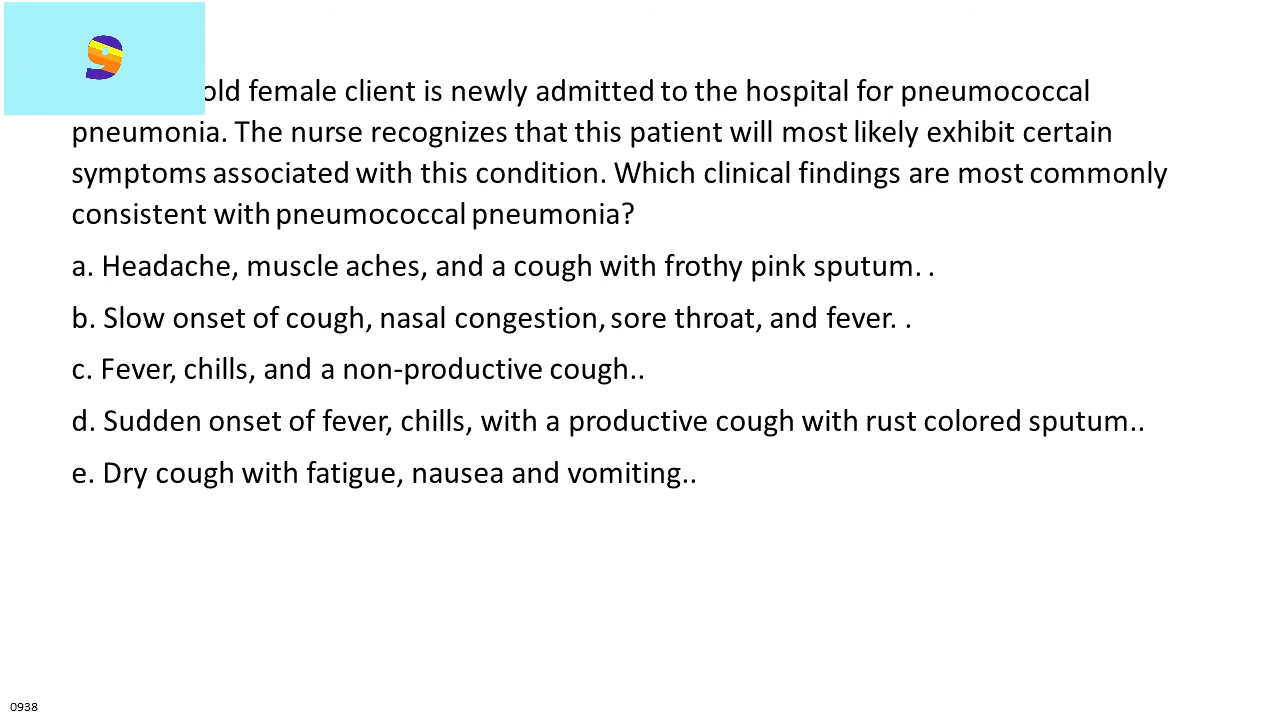 9
old female client is newly admitted to the hospital for pneumococcal
pneumonia. The nurse recognizes that this patient will most likely exhibit certain
symptoms associated with this condition. Which clinical findings are most commonly
consistent with pneumococcal pneumonia?
a. Headache, muscle aches, and a cough with frothy pink sputum. .
b. Slow onset of cough, nasal congestion, sore throat, and fever. .
c. Fever, chills, and a non-productive cough..
d. Sudden onset of fever, chills, with a productive cough with rust colored sputum..
e. Dry cough with fatigue, nausea and vomiting..
0938